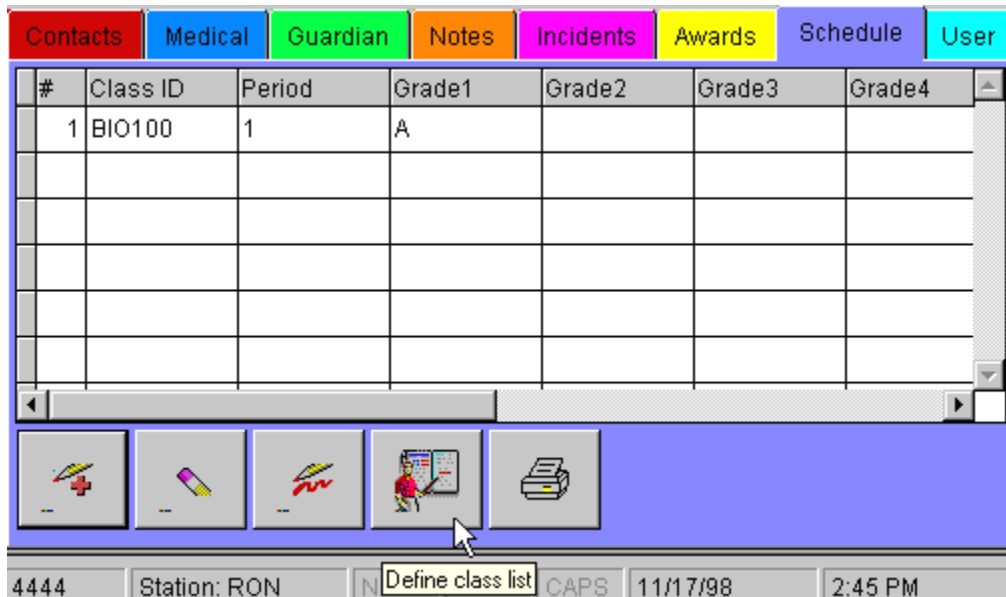 Contacts Medical Guardian Notes Incidents Awards Schedule User
# Class ID Period Grade1 Grade2 Grade3 Grade4
1 BIO100 1 A
4444 Station: RON N Define class list CAPS 11/17/98 2:45 PM